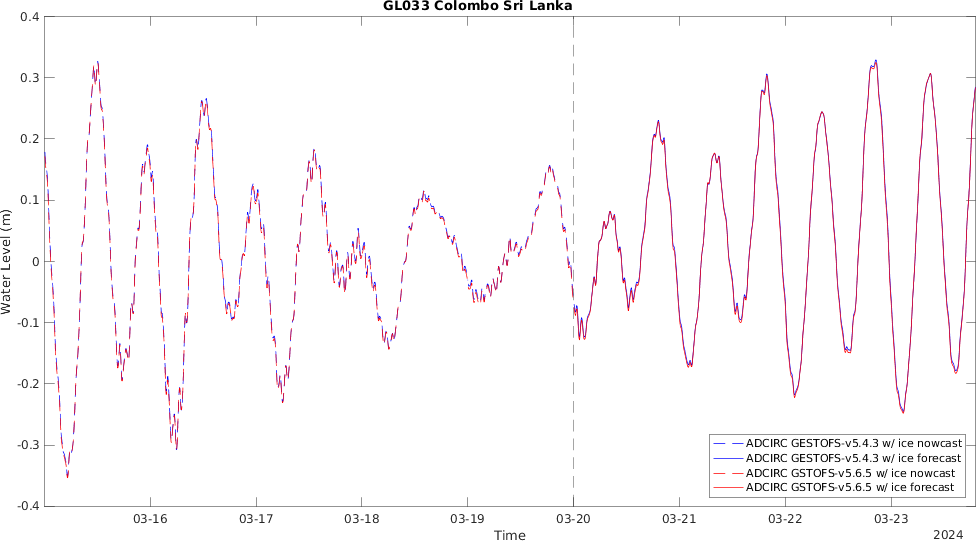 GL033 Colombo Sri Lanka
0.4
0.3
0.2
0.1
0
-0.1
-0.2
-0.3
-0.4
Water Level (m)
03-16 03-17 03-18 03-19 03-20 03-21 03-22 03-23
Time
2024
ADCIRC GESTOFS-v5.4.3 w/ ice nowcast
ADCIRC GESTOFS-v5.4.3 w/ ice forecast
ADCIRC GSTOFS-v5.6.5 w/ ice nowcast
ADCIRC GSTOFS-v5.6.5 w/ ice forecast